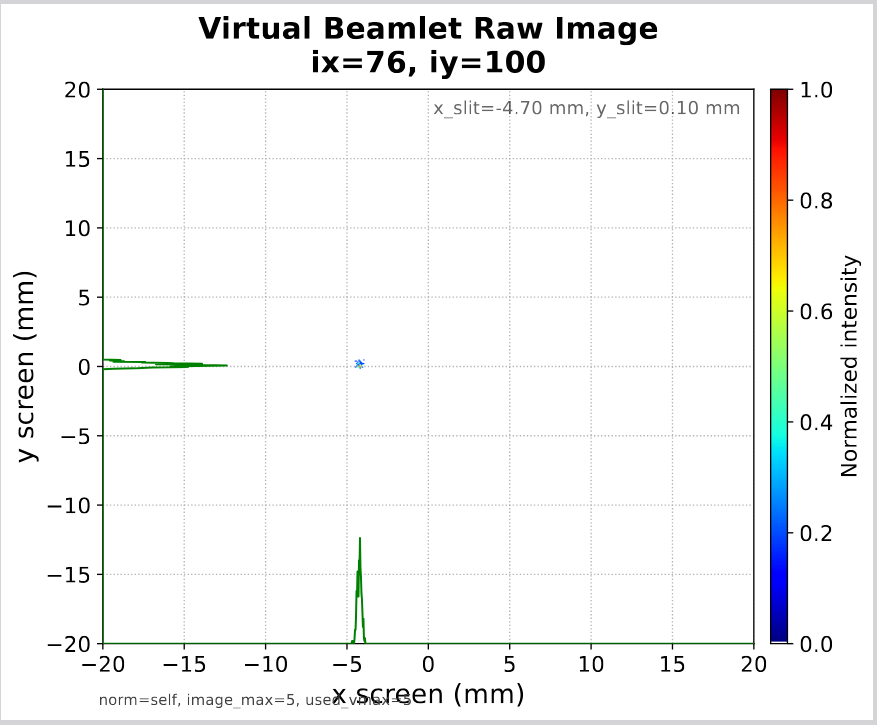 Virtual Beamlet Raw Image
ix=76, iy=100
x_slit=-4.70 mm, y_slit=0.10 mm
20
15
10
5
0
−5
−10
−15
−20
y screen (mm)
−20 −15 −10 −5 0 5 10 15 20
x screen (mm)
norm=self, image_max=5, used_vmax=5
1.0
0.8
0.6
0.4
0.2
0.0
Normalized intensity